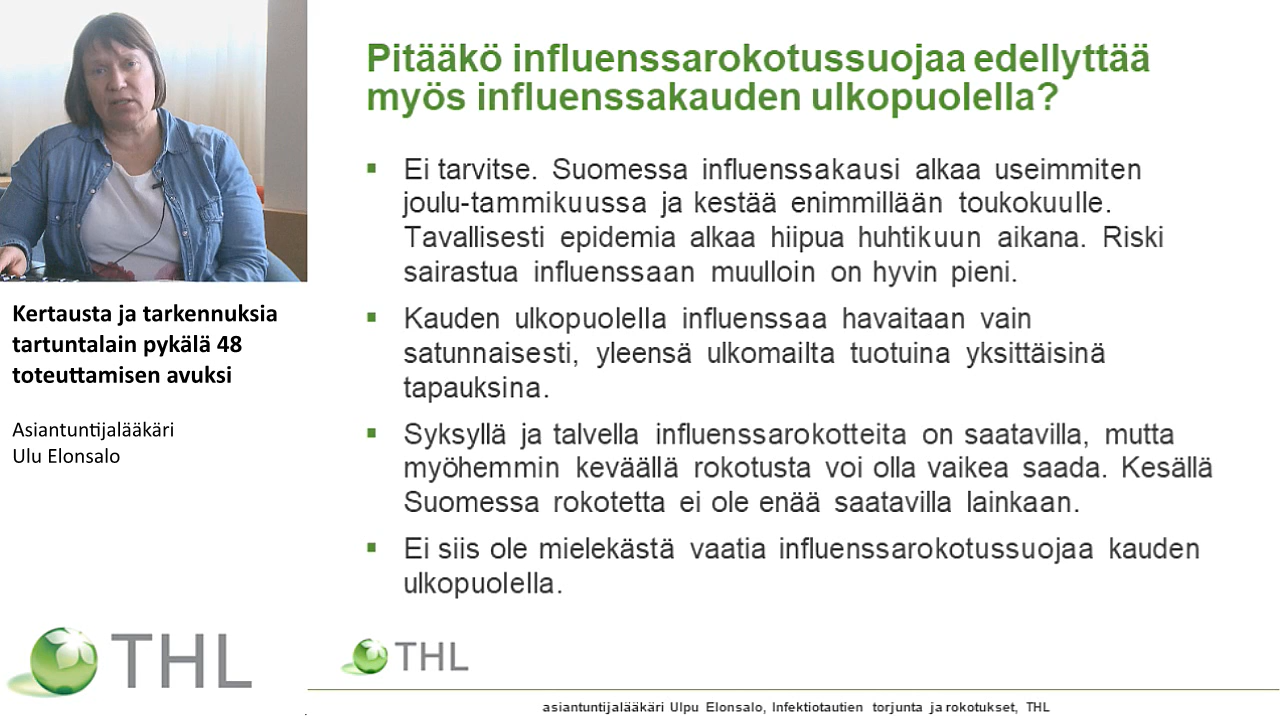 Pitääkö influenssarokotussuojaa edellyttää
myös influenssakauden ulkopuolella?
Ei tarvitse. Suomessa influenssakausi alkaa useimmiten
joulu-tammikuussa ja kestää enimmillään toukokuulle.
Tavallisesti epidemia alkaa hiipua huhtikuun aikana. Riski
sairastua influenssaan muulloin on hyvin pieni.
Kauden ulkopuolella influenssaa havaitaan vain
satunnaisesti, yleensä ulkomailta tuotuina yksittäisinä
tapauksina.
Syksyllä ja talvella influenssarokotteita on saatavilla, mutta
myöhemmin keväällä rokotusta voi olla vaikea saada. Kesällä
Suomessa rokotetta ei ole enää saatavilla lainkaan.
Ei siis ole mielekästä vaatia influenssarokotussuojaa kauden
ulkopuolella.
Kertausta ja tarkennuksia
tartuntalain pykälä 48
toteuttamisen avuksi
Asiantuntijalääkäri
Ulu Elonsalo
THL
THL
asiantuntijalääkäri Ulpu Elonsalo, Infektiotautien torjunta ja rokotukset, THL